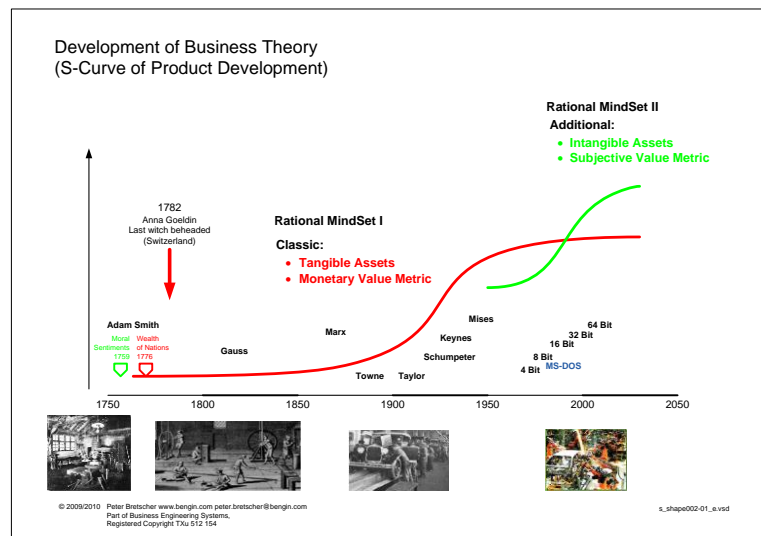 Development of Business Theory
(S-Curve of Product Development)
Rational MindSet II
Additional:
• Intangible Assets
• Subjective Value Metric
1782
Anna Goeldin
Last witch beheaded
(Switzerland)
Rational MindSet I
Classic:
• Tangible Assets
• Monetary Value Metric
Adam Smith
Moral
Sentiments
1759
Wealth
of Nations
1776
Gauss
Marx
Towne
Taylor
Schumpeter
Keynes
Mises
4 Bit
8 Bit
MS-DOS
16 Bit
32 Bit
64 Bit
1750
1800
1850
1900
1950
2000
2050
© 2009/2010 Peter Bretscher www.bengin.com peter.bretscher@bengin.com
Part of Business Engineering Systems,
Registered Copyright TXu 512 154
s_shape002-01_e.vsd